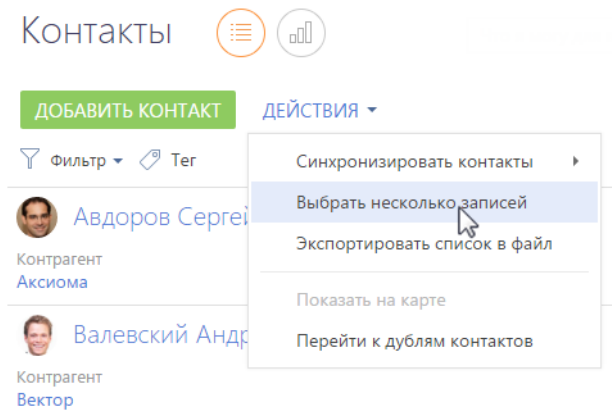 Контакты
ДОБАВИТЬ КОНТАКТ
ДЕЙСТВИЯ
Фильтр
Тег
Синхронизировать контакты
Выбрать несколько записей
Экспортировать список в файл
Показать на карте
Перейти к дублям контактов
Авдоров Сергей
Контрагент
Аксиома
Валевский Андр
Контрагент
Вектор